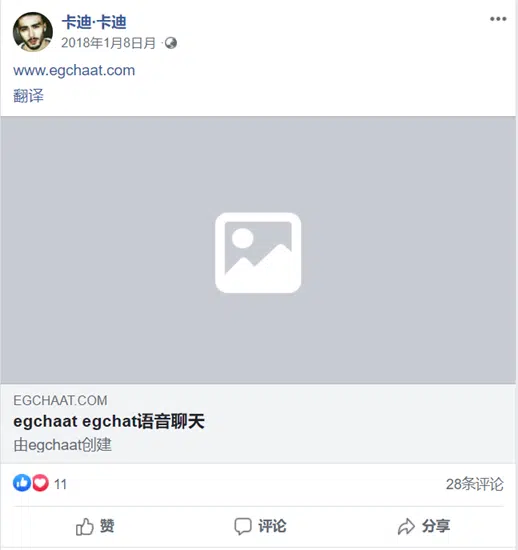 卡迪·卡迪
2018年1月8日月 ·
www.egchaat.com
翻译
EGCHAAT.COM
egchaat egchat语音聊天
由egchaat创建
11
28条评论
赞
评论
分享